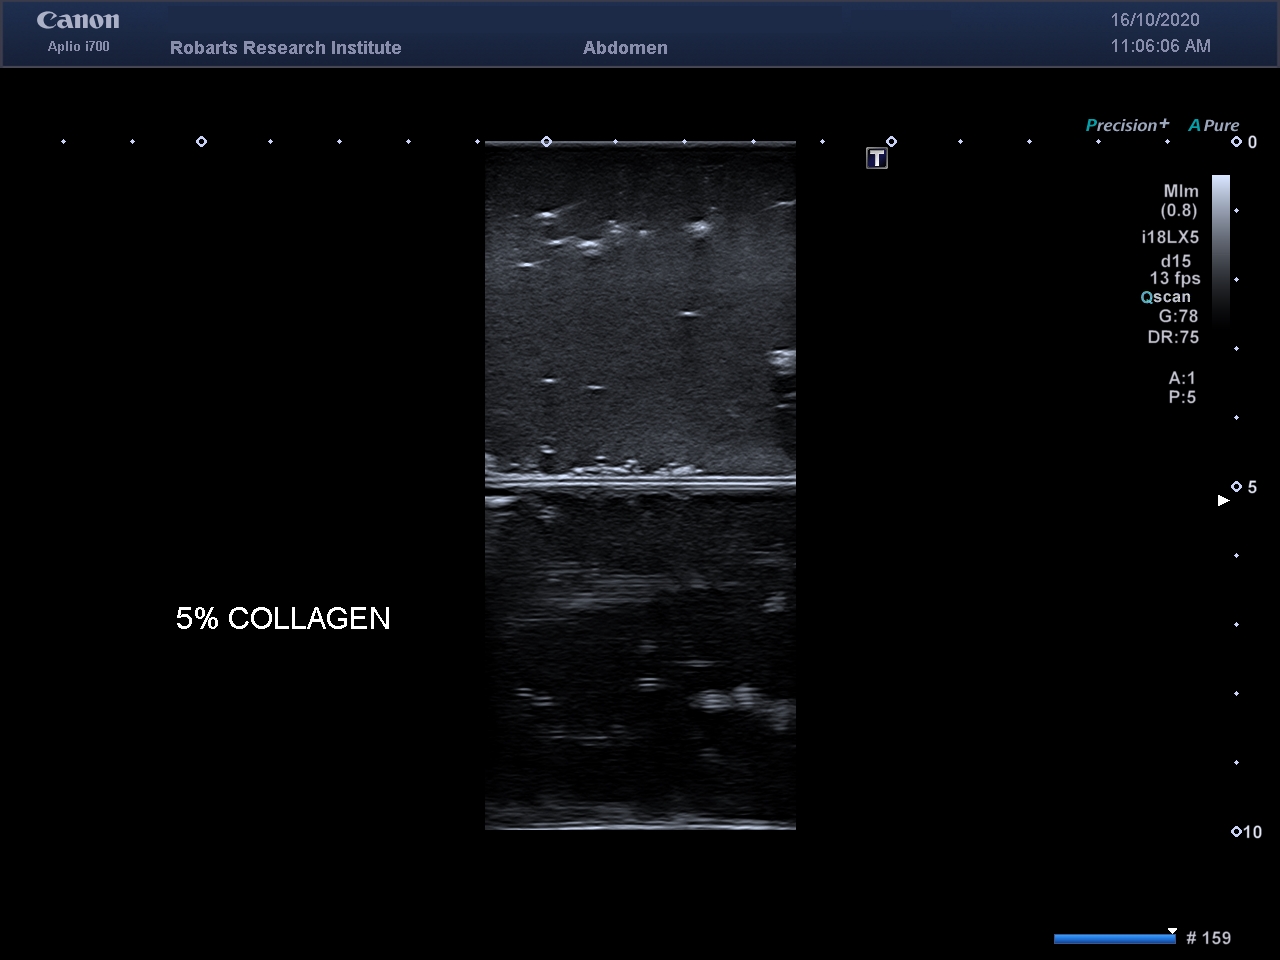 Canon
Aplio i700
Robarts Research Institute
Abdomen
16/10/2020
11:06:06 AM
Precision+ A Pure
0
T
MIm
(0.8)
i18LX5
d15
13 fps
Qscan
G:78
DR:75
A:1
P:5
5
5% COLLAGEN
10
# 159